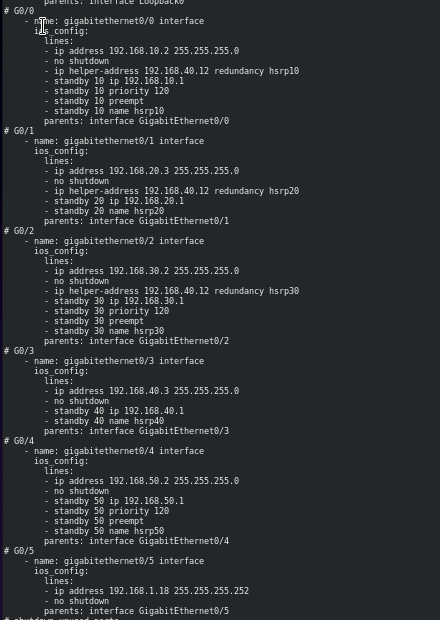 parents: interface Loopback0
# G0/0
- name: gigabitethernet0/0 interface
ios_config:
lines:
- ip address 192.168.10.2 255.255.255.0
- no shutdown
- ip helper-address 192.168.40.12 redundancy hsrp10
- standby 10 ip 192.168.10.1
- standby 10 priority 120
- standby 10 preempt
- standby 10 name hsrp10
parents: interface GigabitEthernet0/0
# G0/1
- name: gigabitethernet0/1 interface
ios_config:
lines:
- ip address 192.168.20.3 255.255.255.0
- no shutdown
- ip helper-address 192.168.40.12 redundancy hsrp20
- standby 20 ip 192.168.20.1
- standby 20 name hsrp20
parents: interface GigabitEthernet0/1
# G0/2
- name: gigabitethernet0/2 interface
ios_config:
lines:
- ip address 192.168.30.2 255.255.255.0
- no shutdown
- ip helper-address 192.168.40.12 redundancy hsrp30
- standby 30 ip 192.168.30.1
- standby 30 priority 120
- standby 30 preempt
- standby 30 name hsrp30
parents: interface GigabitEthernet0/2
# G0/3
- name: gigabitethernet0/3 interface
ios_config:
lines:
- ip address 192.168.40.3 255.255.255.0
- no shutdown
- standby 40 ip 192.168.40.1
- standby 40 name hsrp40
parents: interface GigabitEthernet0/3
# G0/4
- name: gigabitethernet0/4 interface
ios_config:
lines:
- ip address 192.168.50.2 255.255.255.0
- no shutdown
- standby 50 ip 192.168.50.1
- standby 50 priority 120
- standby 50 preempt
- standby 50 name hsrp50
parents: interface GigabitEthernet0/4
# G0/5
- name: gigabitethernet0/5 interface
ios_config:
lines:
- ip address 192.168.1.18 255.255.255.252
- no shutdown
parents: interface GigabitEthernet0/5
# shutdown unused ports